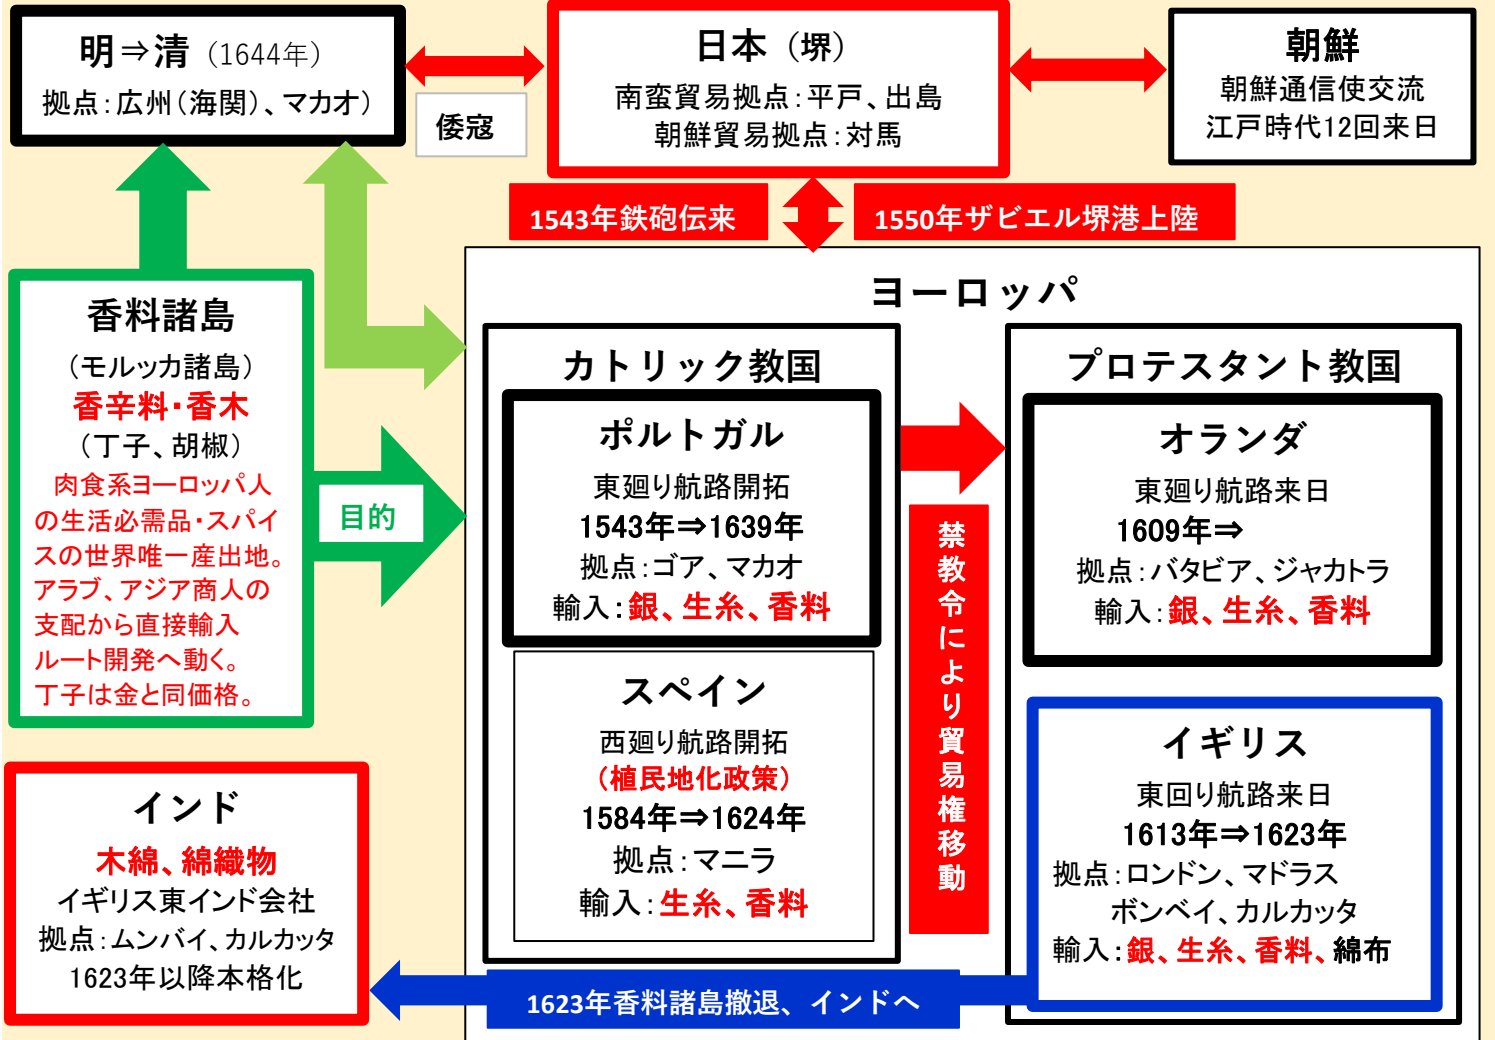 明⇒清（1644年）
拠点：広州（海関）、マカオ）
倭寇
日本（堺）
南蛮貿易拠点：平戸、出島
朝鮮貿易拠点：対馬
朝鮮
朝鮮通信使交流
江戸時代12回来日
1543年鉄砲伝来
1550年ザビエル堺港上陸
香料諸島
（モルッカ諸島）
香辛料・香木
（丁子、胡椒）
肉食系ヨーロッパ人
の生活必需品・スパイ
スの世界唯一産出地。
アラブ、アジア商人の
支配から直接輸入
ルート開発へ動く。
丁子は金と同価格。
目的
ヨーロッパ
カトリック教国
ポルトガル
東廻り航路開拓
1543年⇒1639年
拠点：ゴア、マカオ
輸入：銀、生糸、香料
スペイン
西廻り航路開拓
（植民地化政策）
1584年⇒1624年
拠点：マニラ
輸入：生糸、香料
禁教令により貿易権移動
プロテスタント教国
オランダ
東廻り航路来日
1609年⇒
拠点：バタビア、ジャカトラ
輸入：銀、生糸、香料
イギリス
東回り航路来日
1613年⇒1623年
拠点：ロンドン、マドラス
ボンベイ、カルカッタ
輸入：銀、生糸、香料、綿布
インド
木綿、綿織物
イギリス東インド会社
拠点：ムンバイ、カルカッタ
1623年以降本格化
1623年香料諸島撤退、インドへ